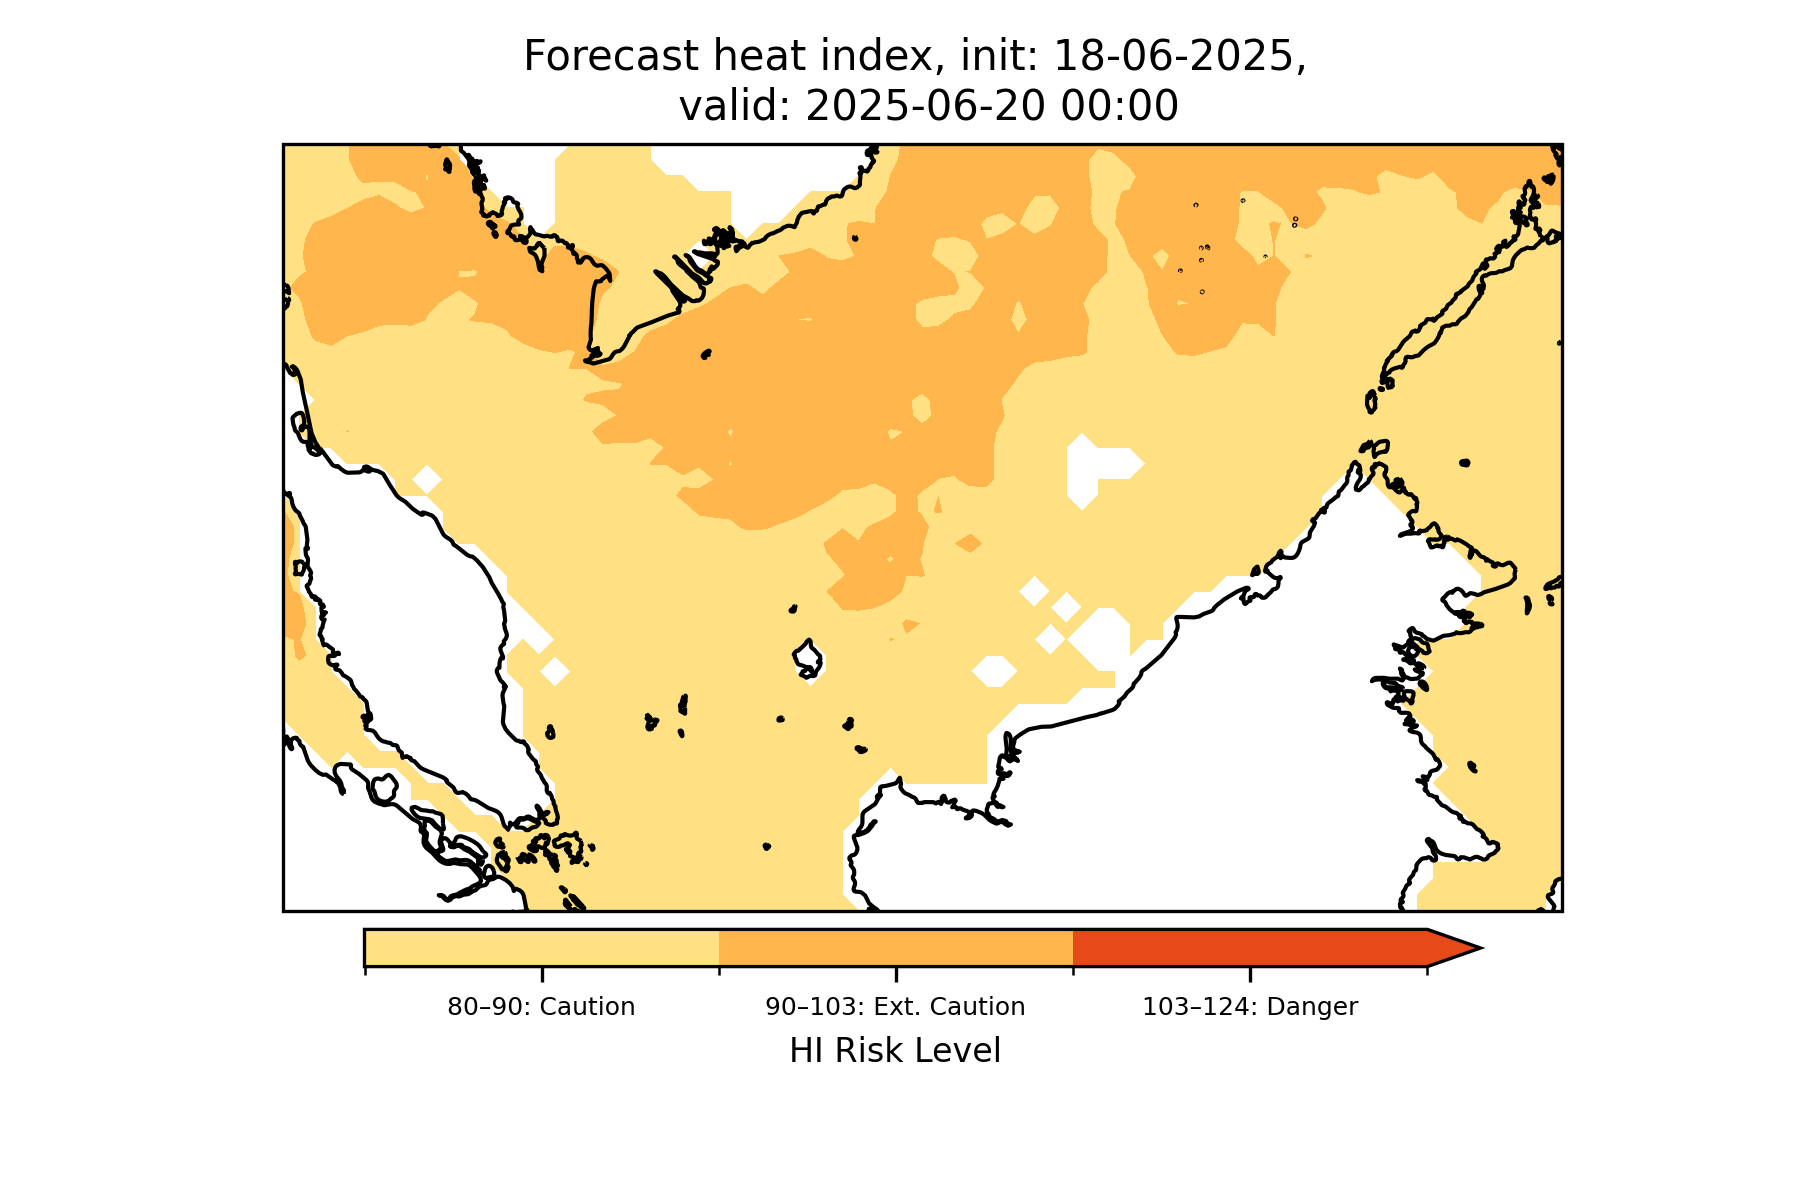 Forecast heat index, init: 18-06-2025,
valid: 2025-06-20 00:00
80–90: Caution
90–103: Ext. Caution
103–124: Danger
HI Risk Level